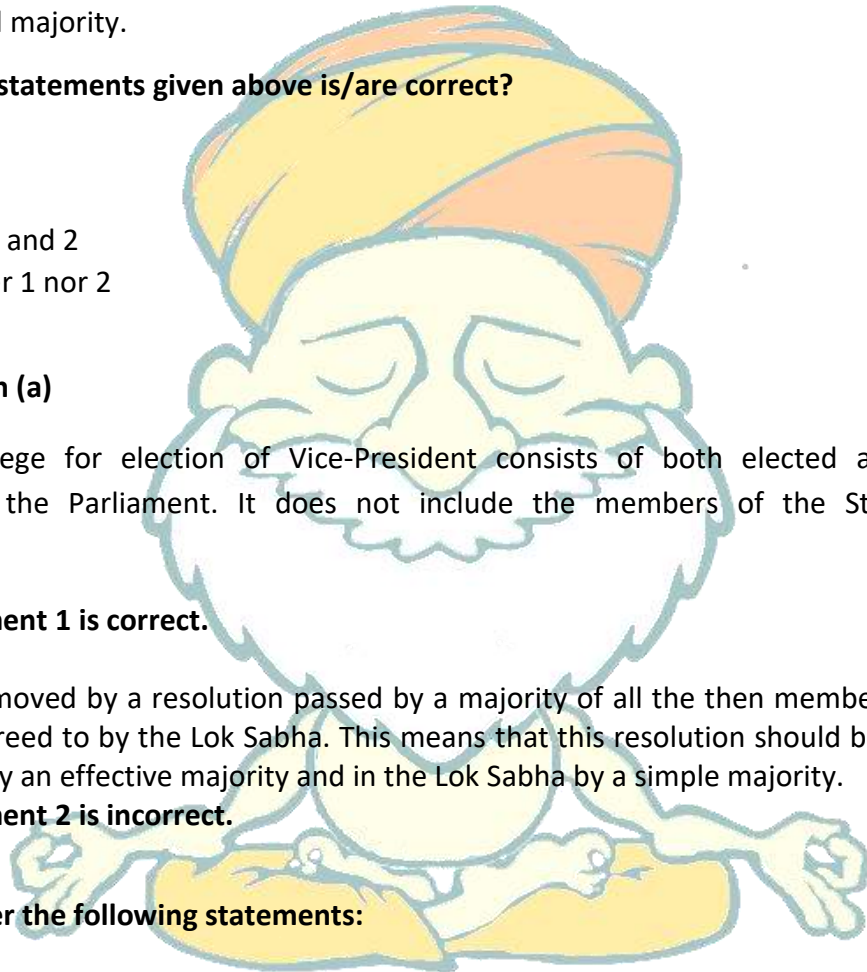 l majority.
statements given above is/are correct?
and 2
r 1 nor 2
n (a)
ege for election of Vice-President consists of both elected a
the Parliament. It does not include the members of the St
ent 1 is correct.
moved by a resolution passed by a majority of all the then membe
reed to by the Lok Sabha. This means that this resolution should b
y an effective majority and in the Lok Sabha by a simple majority.
ent 2 is incorrect.
er the following statements: